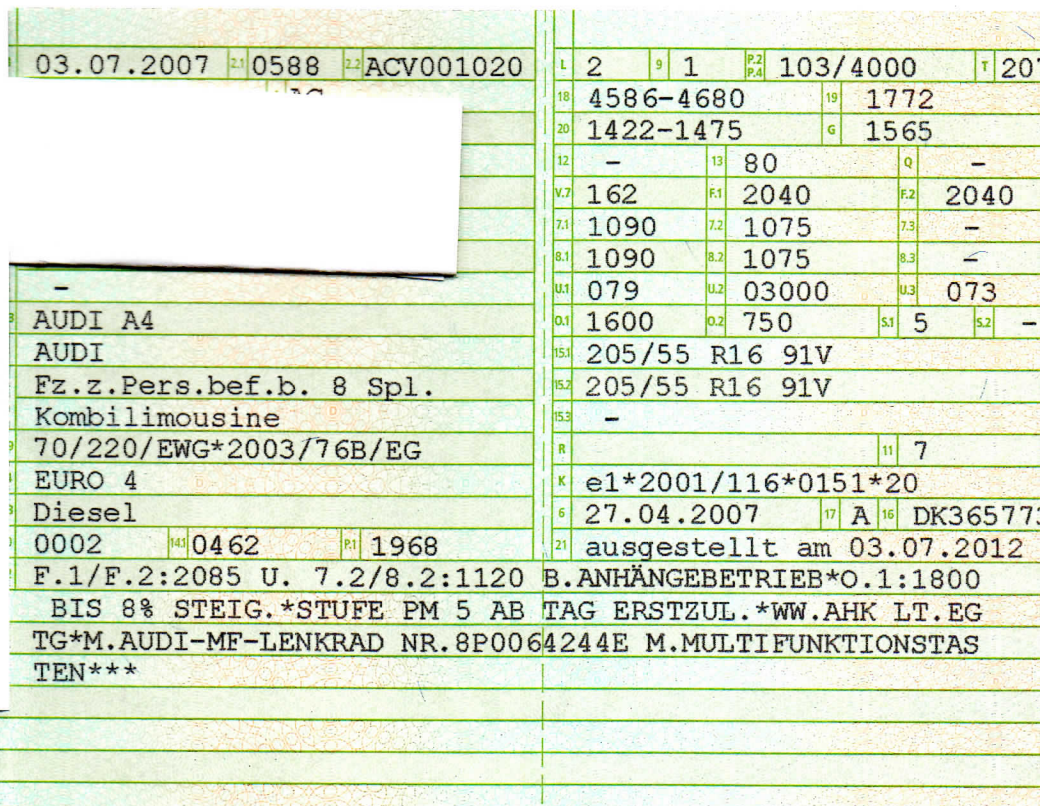 03.07.2007 2.1 0588 2.2 ACV001020
L 2 9 1 P.2 P.4 103/4000 T 207
18 4586-4680 19 1772
20 1422-1475 G 1565
12 - 13 80 Q -
V.7 162 F.1 2040 F.2 2040
7.1 1090 7.2 1075 7.3 -
8.1 1090 8.2 1075 8.3 -
- U.1 079 U.2 03000 U.3 073
AUDI A4 O.1 1600 O.2 750 S.1 5 S.2 -
AUDI 15.1 205/55 R16 91V
Fz.z.Pers.bef.b. 8 Spl. 15.2 205/55 R16 91V
Kombilimousine 15.3 -
70/220/EWG*2003/76B/EG R 11 7
EURO 4 K e1*2001/116*0151*20
Diesel 6 27.04.2007 17 A 16 DK365773
0002 14.1 0462 P.1 1968 21 ausgestellt am 03.07.2012
F.1/F.2:2085 U. 7.2/8.2:1120 B.ANHÄNGEBETRIEB*O.1:1800
BIS 8% STEIG.*STUFE PM 5 AB TAG ERSTZUL.*WW.AHK LT.EG
TG*M.AUDI-MF-LENKRAD NR.8P0064244E M.MULTIFUNKTIONSTAS
TEN***